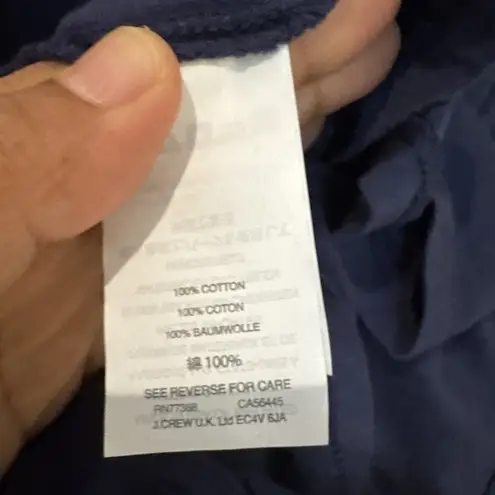 100% COTTON
100% COTON
100% BAUMWOLLE
綿 100%
SEE REVERSE FOR CARE
RN77388 CA56445
J.CREW U.K. Ltd EC4V 6JA